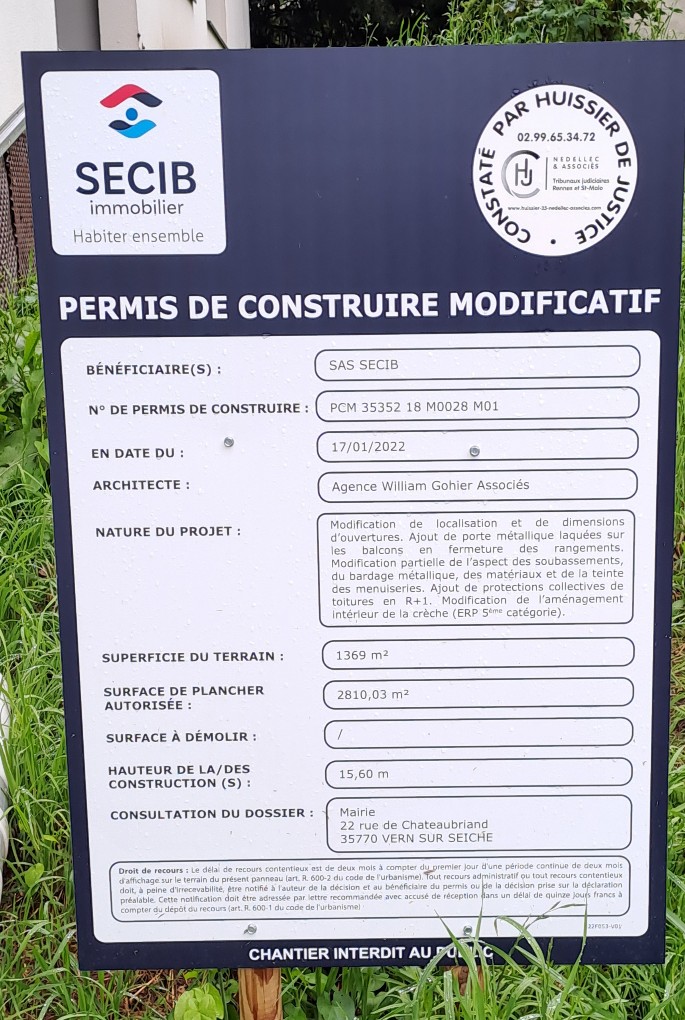 SECIB
immobilier
Habiter ensemble
CONSTATÉ PAR HUISSIER DE JUSTICE
02.99.65.34.72
HJ
NEDELLEC
& ASSOCIÉS
Tribunaux judiciaires
Rennes et St-Malo
www.huissier-35-nedellec-associes.com
PERMIS DE CONSTRUIRE MODIFICATIF
BÉNÉFICIAIRE(S) : SAS SECIB
N° DE PERMIS DE CONSTRUIRE : PCM 35352 18 M0028 M01
EN DATE DU : 17/01/2022
ARCHITECTE : Agence William Gohier Associés
NATURE DU PROJET : Modification de localisation et de dimensions
d'ouvertures. Ajout de porte métallique laquées sur
les balcons en fermeture des rangements.
Modification partielle de l'aspect des soubassements,
du bardage métallique, des matériaux et de la teinte
des menuiseries. Ajout de protections collectives de
toitures en R+1. Modification de l'aménagement
intérieur de la crèche (ERP 5ème catégorie).
SUPERFICIE DU TERRAIN : 1369 m²
SURFACE DE PLANCHER
AUTORISÉE : 2810,03 m²
SURFACE À DÉMOLIR : /
HAUTEUR DE LA/DES
CONSTRUCTION (S) : 15,60 m
CONSULTATION DU DOSSIER : Mairie
22 rue de Chateaubriand
35770 VERN SUR SEICHE
Droit de recours : Le délai de recours contentieux est de deux mois à compter du premier jour d'une période continue de deux mois
d'affichage sur le terrain du présent panneau (art. R. 600-2 du code de l'urbanisme). Tout recours administratif ou tout recours contentieux
doit, à peine d'irrecevabilité, être notifié à l'auteur de la décision et au bénéficiaire du permis ou de la décision prise sur la déclaration
préalable. Cette notification doit être adressée par lettre recommandée avec accusé de réception dans un délai de quinze jours francs à
compter du dépôt du recours (art. R. 600-1 du code de l'urbanisme)
CHANTIER INTERDIT AU PUBLIC